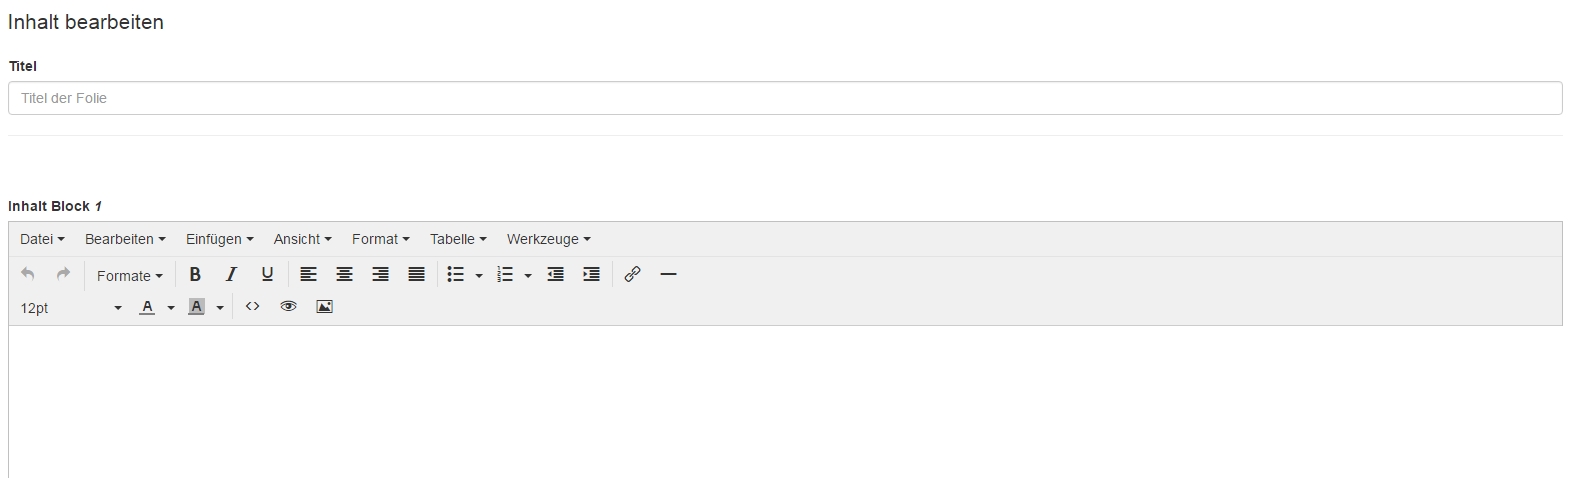 Inhalt bearbeiten
Titel
Titel der Folie
Inhalt Block 1
Datei Bearbeiten Einfügen Ansicht Format Tabelle Werkzeuge
Formate B I U
12pt A A